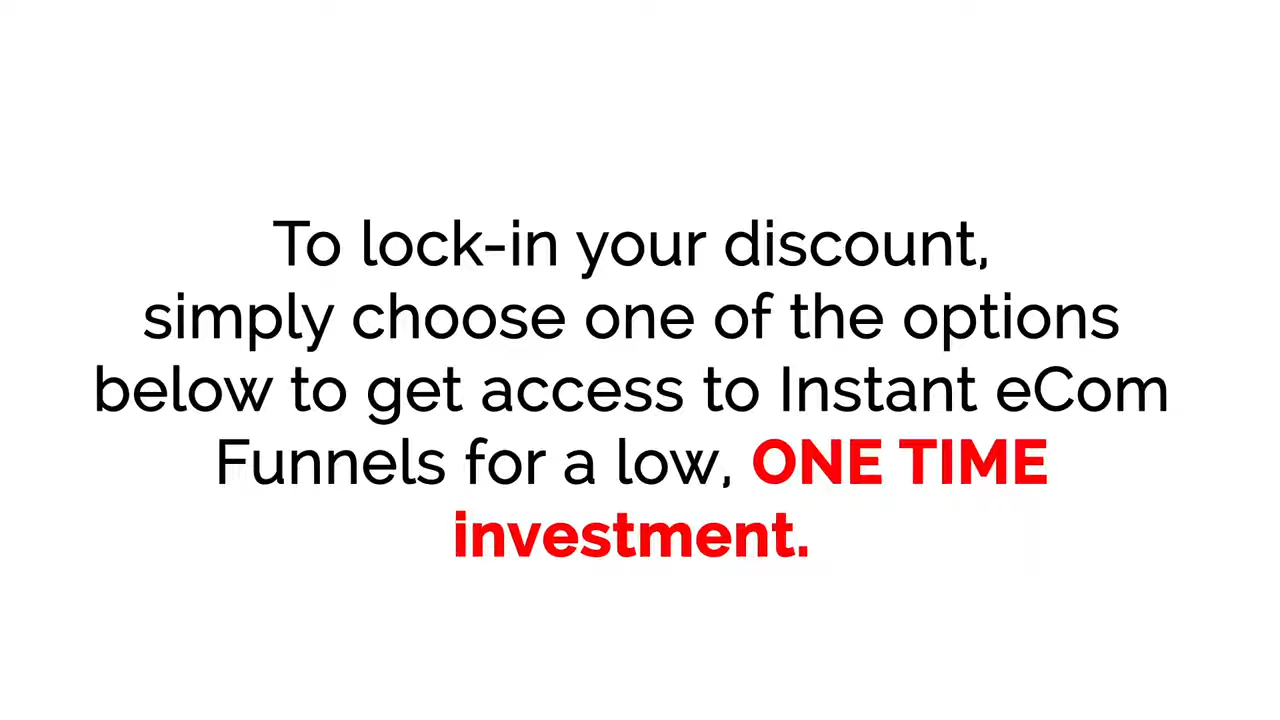 To lock-in your discount,
simply choose one of the options
below to get access to Instant eCom
Funnels for a low, ONE TIME
investment.